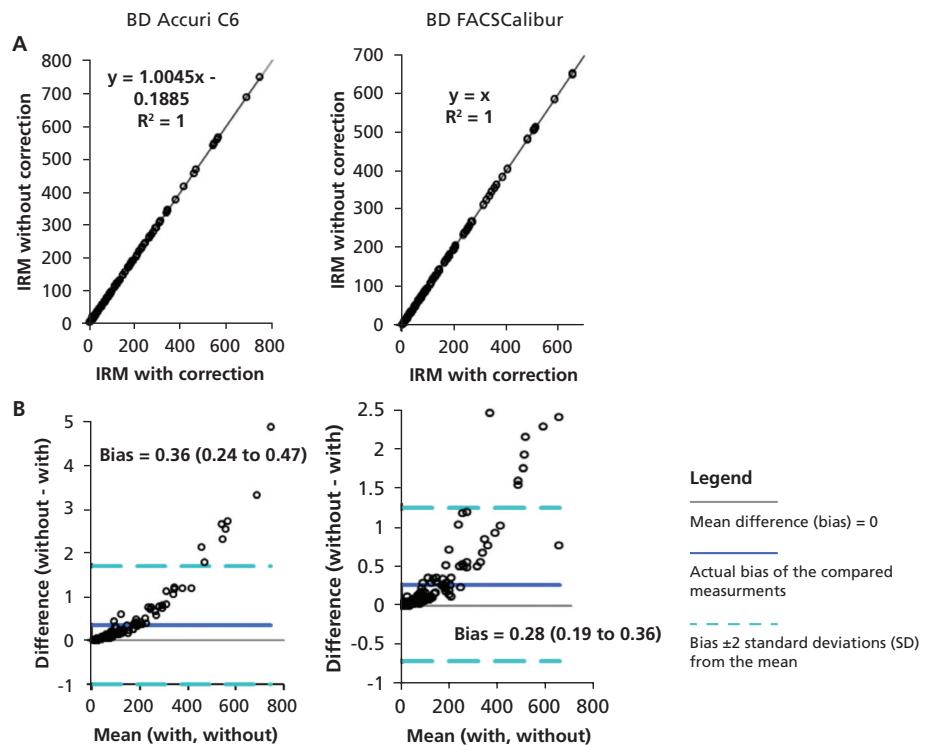 BD Accuri C6
BD FACSCalibur
A
IRM without correction
800
700
600
500
400
300
200
100
0
y = 1.0045x -
0.1885
R² = 1
0 200 400 600 800
IRM with correction
IRM without correction
700
600
500
400
300
200
100
0
y = x
R² = 1
0 200 400 600
IRM with correction
B
Difference (without - with)
5
4
3
2
1
0
-1
Bias = 0.36 (0.24 to 0.47)
0 200 400 600 800
Mean (with, without)
Difference (without - with)
2.5
2
1.5
1
0.5
0
-0.5
-1
Bias = 0.28 (0.19 to 0.36)
0 200 400 600 800
Mean (with, without)
Legend
Mean difference (bias) = 0
Actual bias of the compared
measurments
Bias ±2 standard deviations (SD)
from the mean